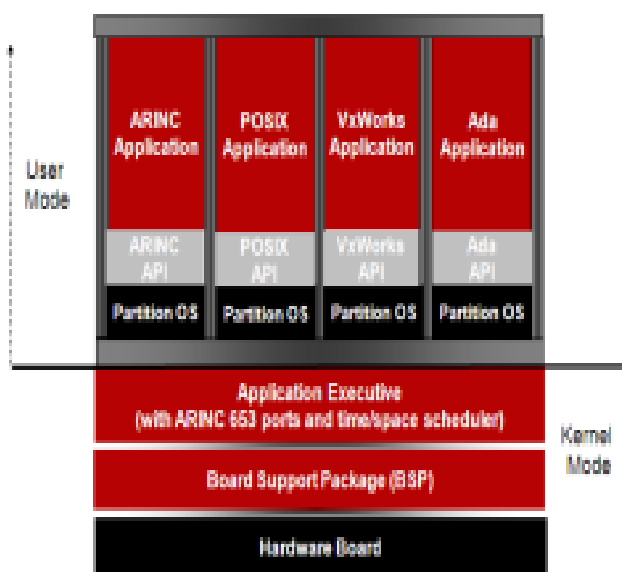 ARINC
Application
POSIX
Application
VxWorks
Application
Ada
Application
User
Mode
ARINC
API
POSIX
API
VxWorks
API
Ada
API
Partition OS
Partition OS
Partition OS
Partition OS
Application Executive
(with ARINC 653 ports and time/space scheduler)
Kernel
Mode
Board Support Package (BSP)
Hardware Board